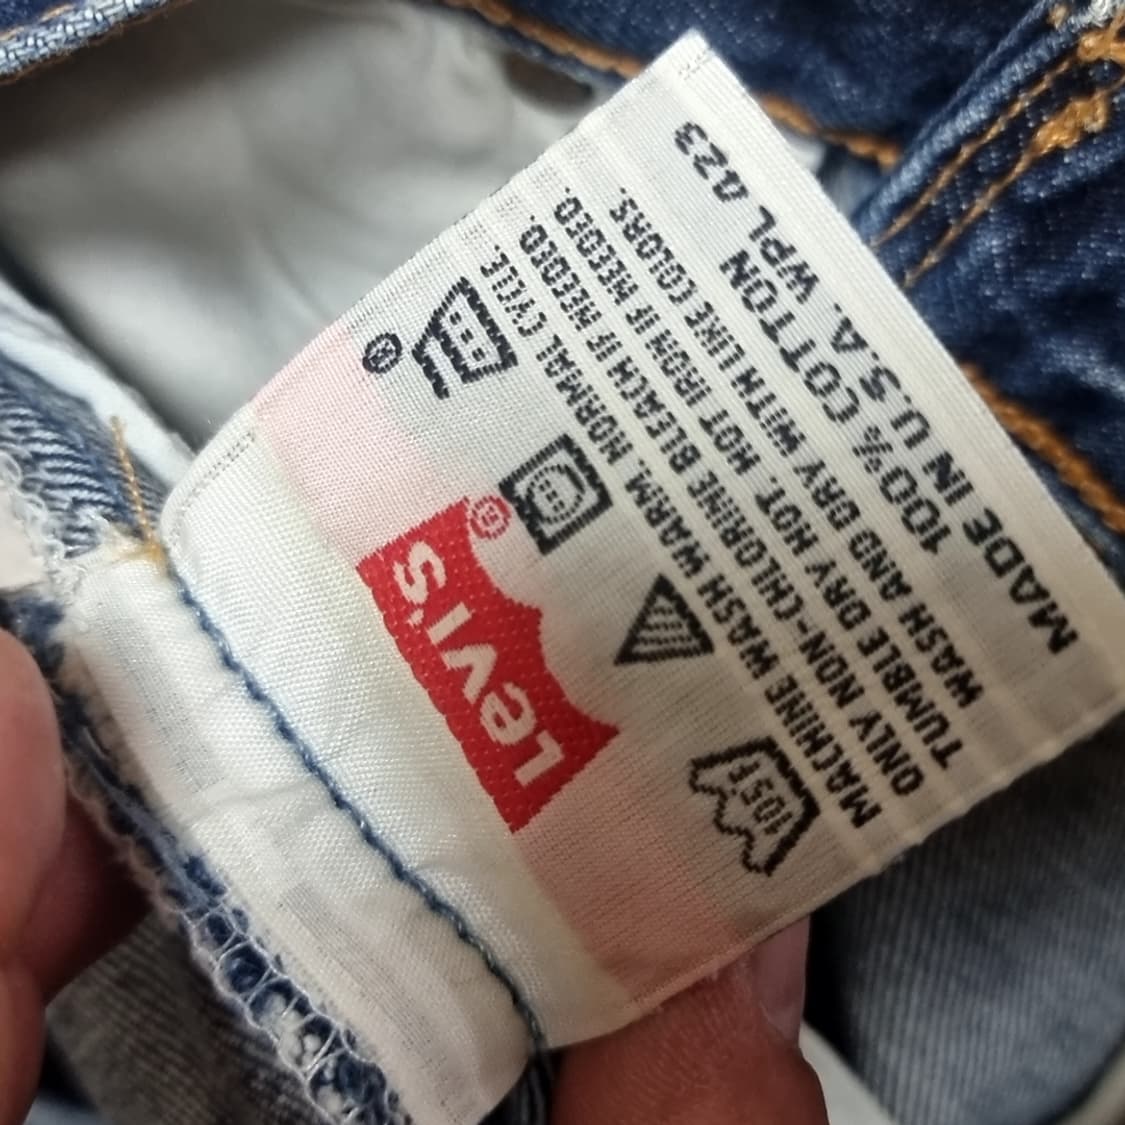 Levi's ®
®
105F
MACHINE WASH WARM, NORMAL CYCLE.
ONLY NON-CHLORINE BLEACH IF NEEDED.
TUMBLE DRY HOT. HOT IRON IF NEEDED.
WASH AND DRY WITH LIKE COLORS.
100% COTTON
MADE IN U.S.A. WPL 423